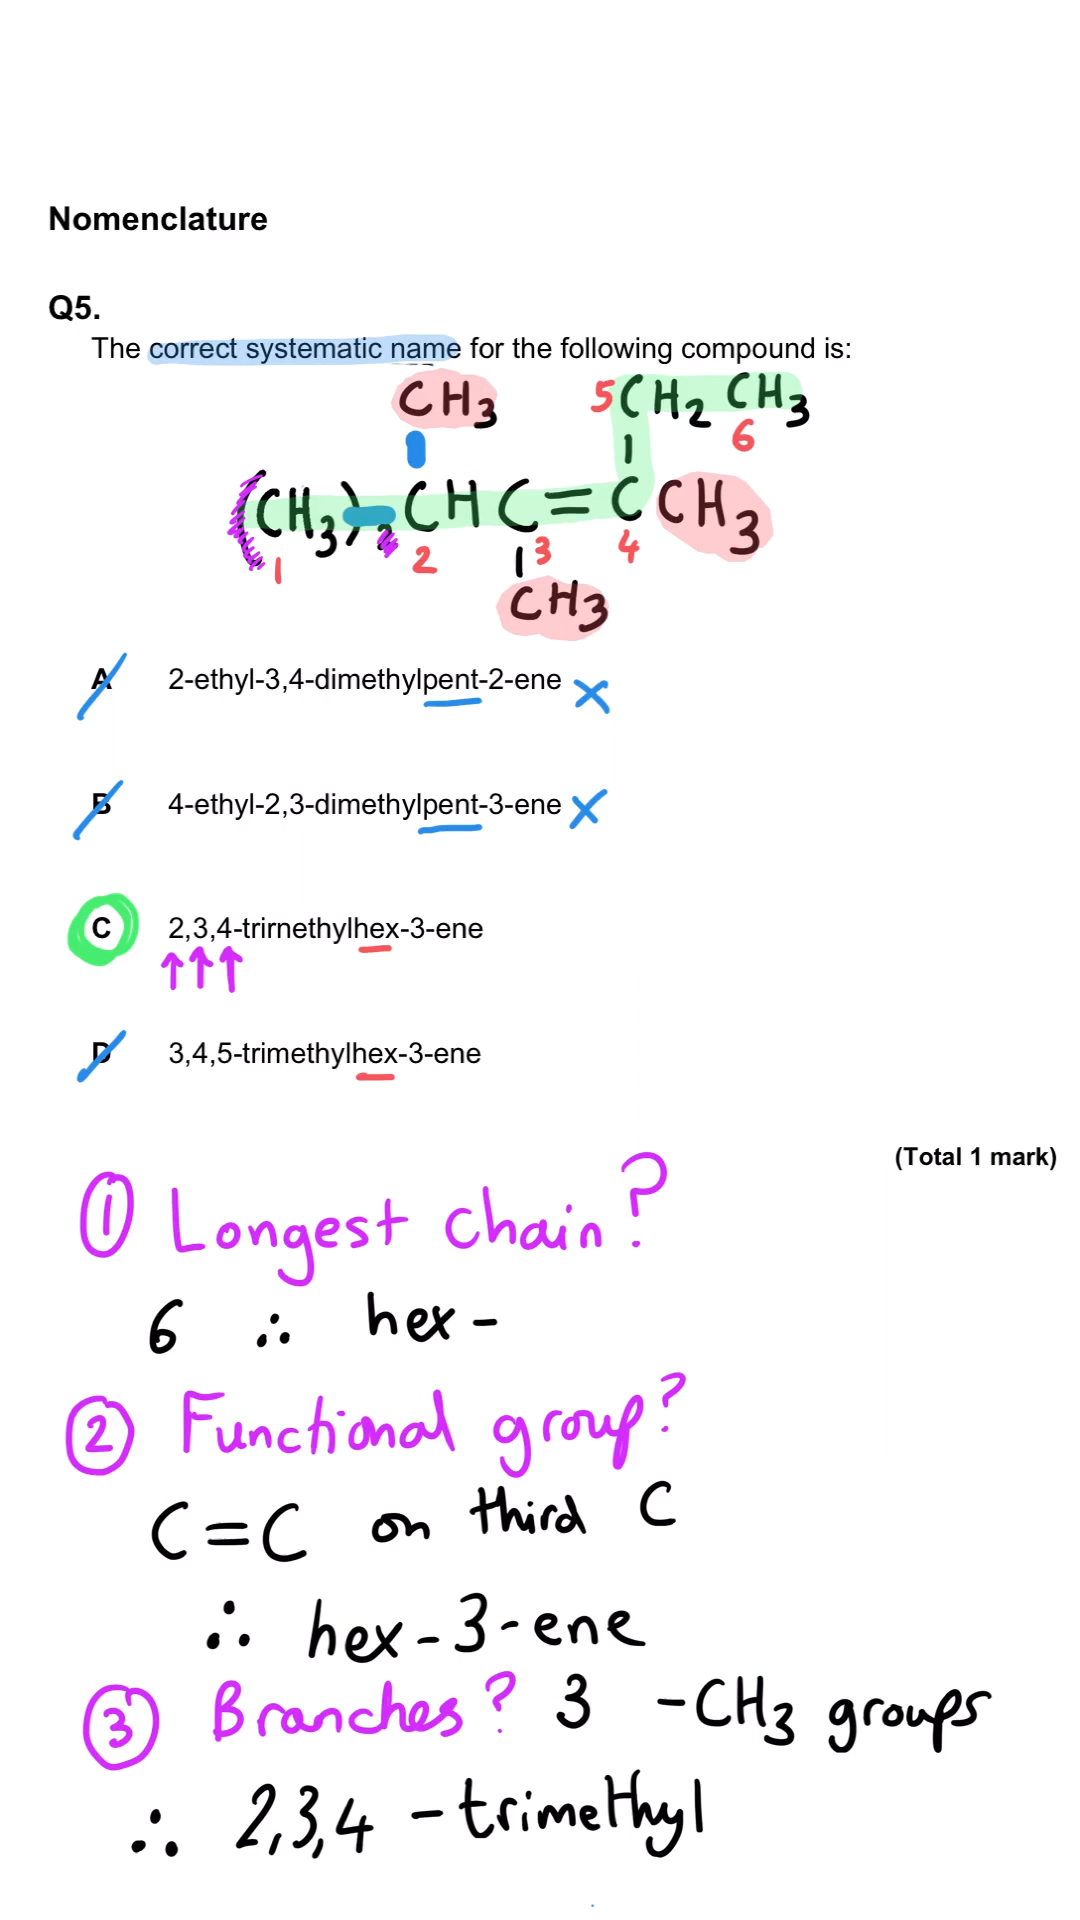 Nomenclature
Q5.
The correct systematic name for the following compound is:
CH3 5CH2 CH3
6
(CH3)2 CHC=CCH3
1 2 3 4
CH3
A 2-ethyl-3,4-dimethylpent-2-ene ×
B 4-ethyl-2,3-dimethylpent-3-ene ×
C 2,3,4-trirnethylhex-3-ene
↑↑↑
D 3,4,5-trimethylhex-3-ene
(Total 1 mark)
① Longest chain?
6 ∴ hex-
② Functional group?
C=C on third C
∴ hex-3-ene
③ Branches? 3 -CH3 groups
∴ 2,3,4-trimethyl